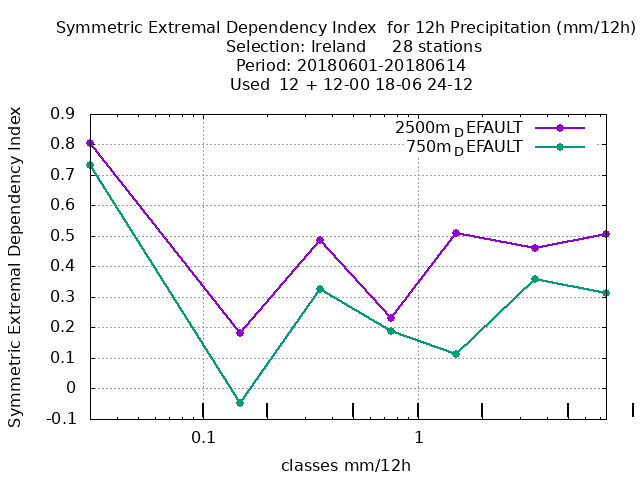 Symmetric Extremal Dependency Index  for 12h Precipitation (mm/12h)
Selection: Ireland     28 stations
Period: 20180601-20180614
Used  12 + 12-00 18-06 24-12
2500m_DEFAULT
750m_DEFAULT
Symmetric Extremal Dependency Index
0.9
0.8
0.7
0.6
0.5
0.4
0.3
0.2
0.1
0
-0.1
0.1 1
classes mm/12h